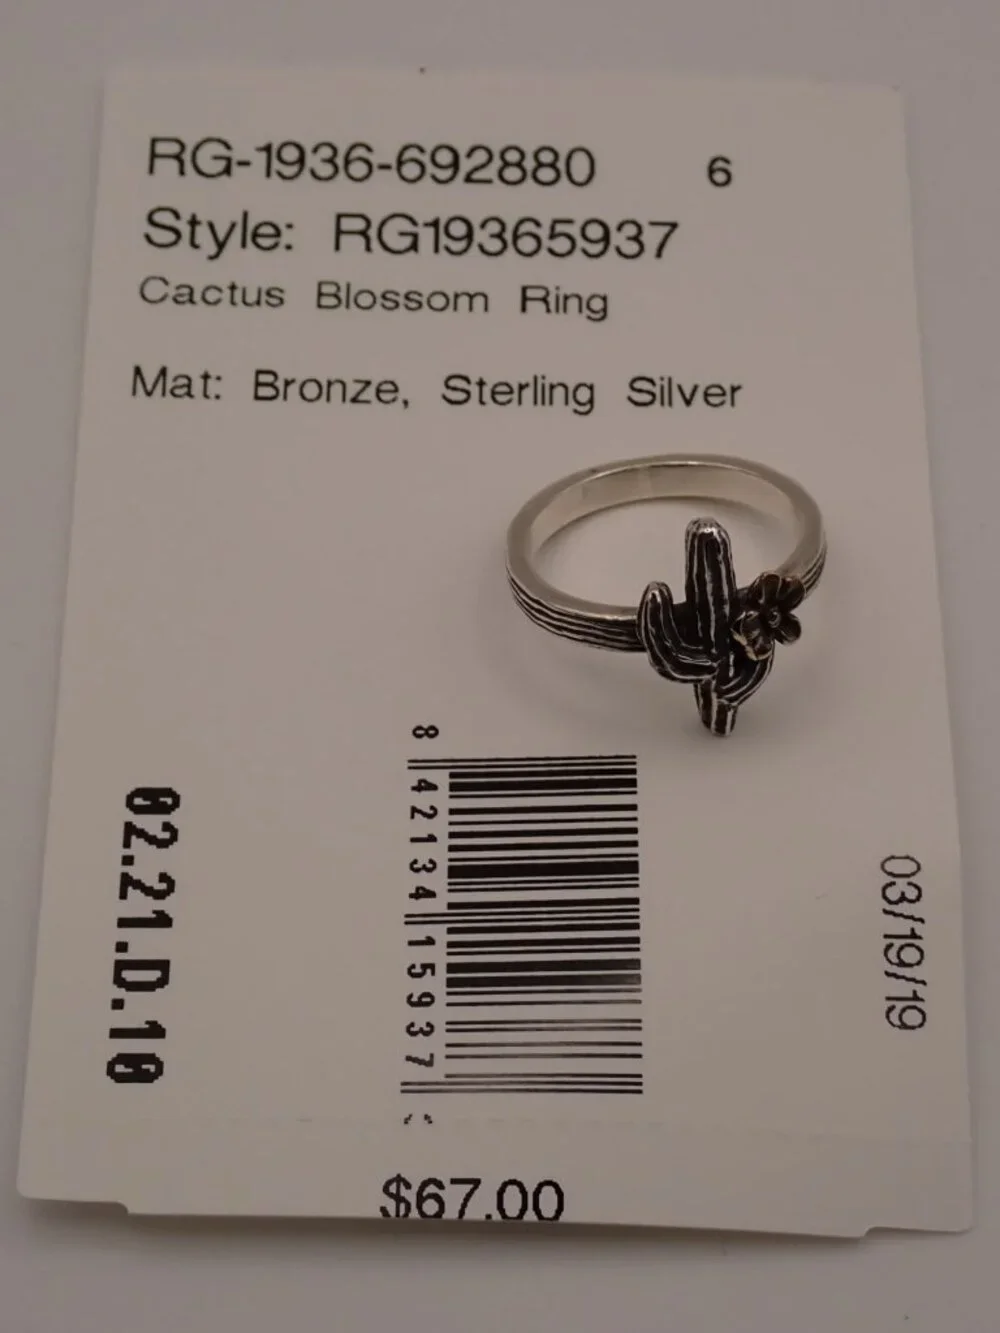 RG-1936-692880 6
Style: RG19365937
Cactus Blossom Ring
Mat: Bronze, Sterling Silver
8 42134 15937
02.21.D.10
03/19/19
$67.00